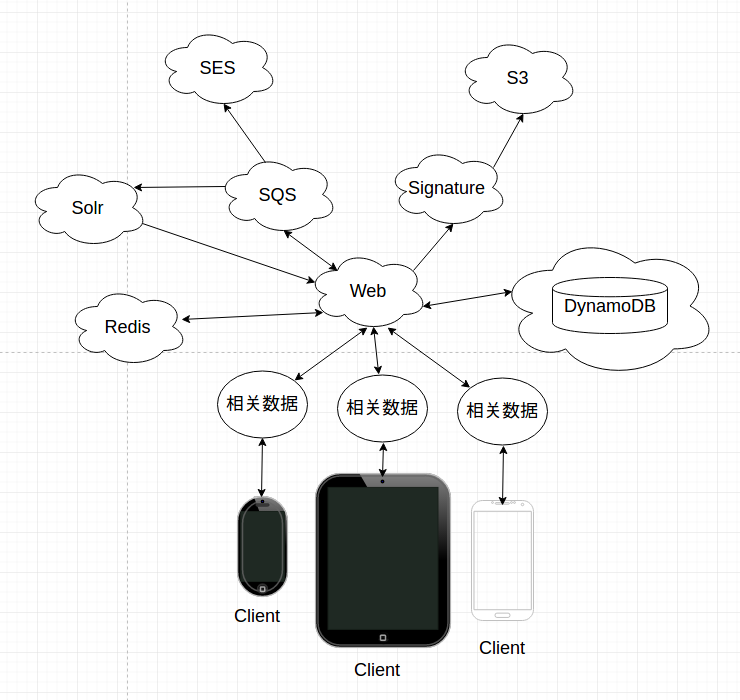 SES
S3
SQS
Signature
Solr
Web
DynamoDB
Redis
相关数据
相关数据
相关数据
Client
Client
Client